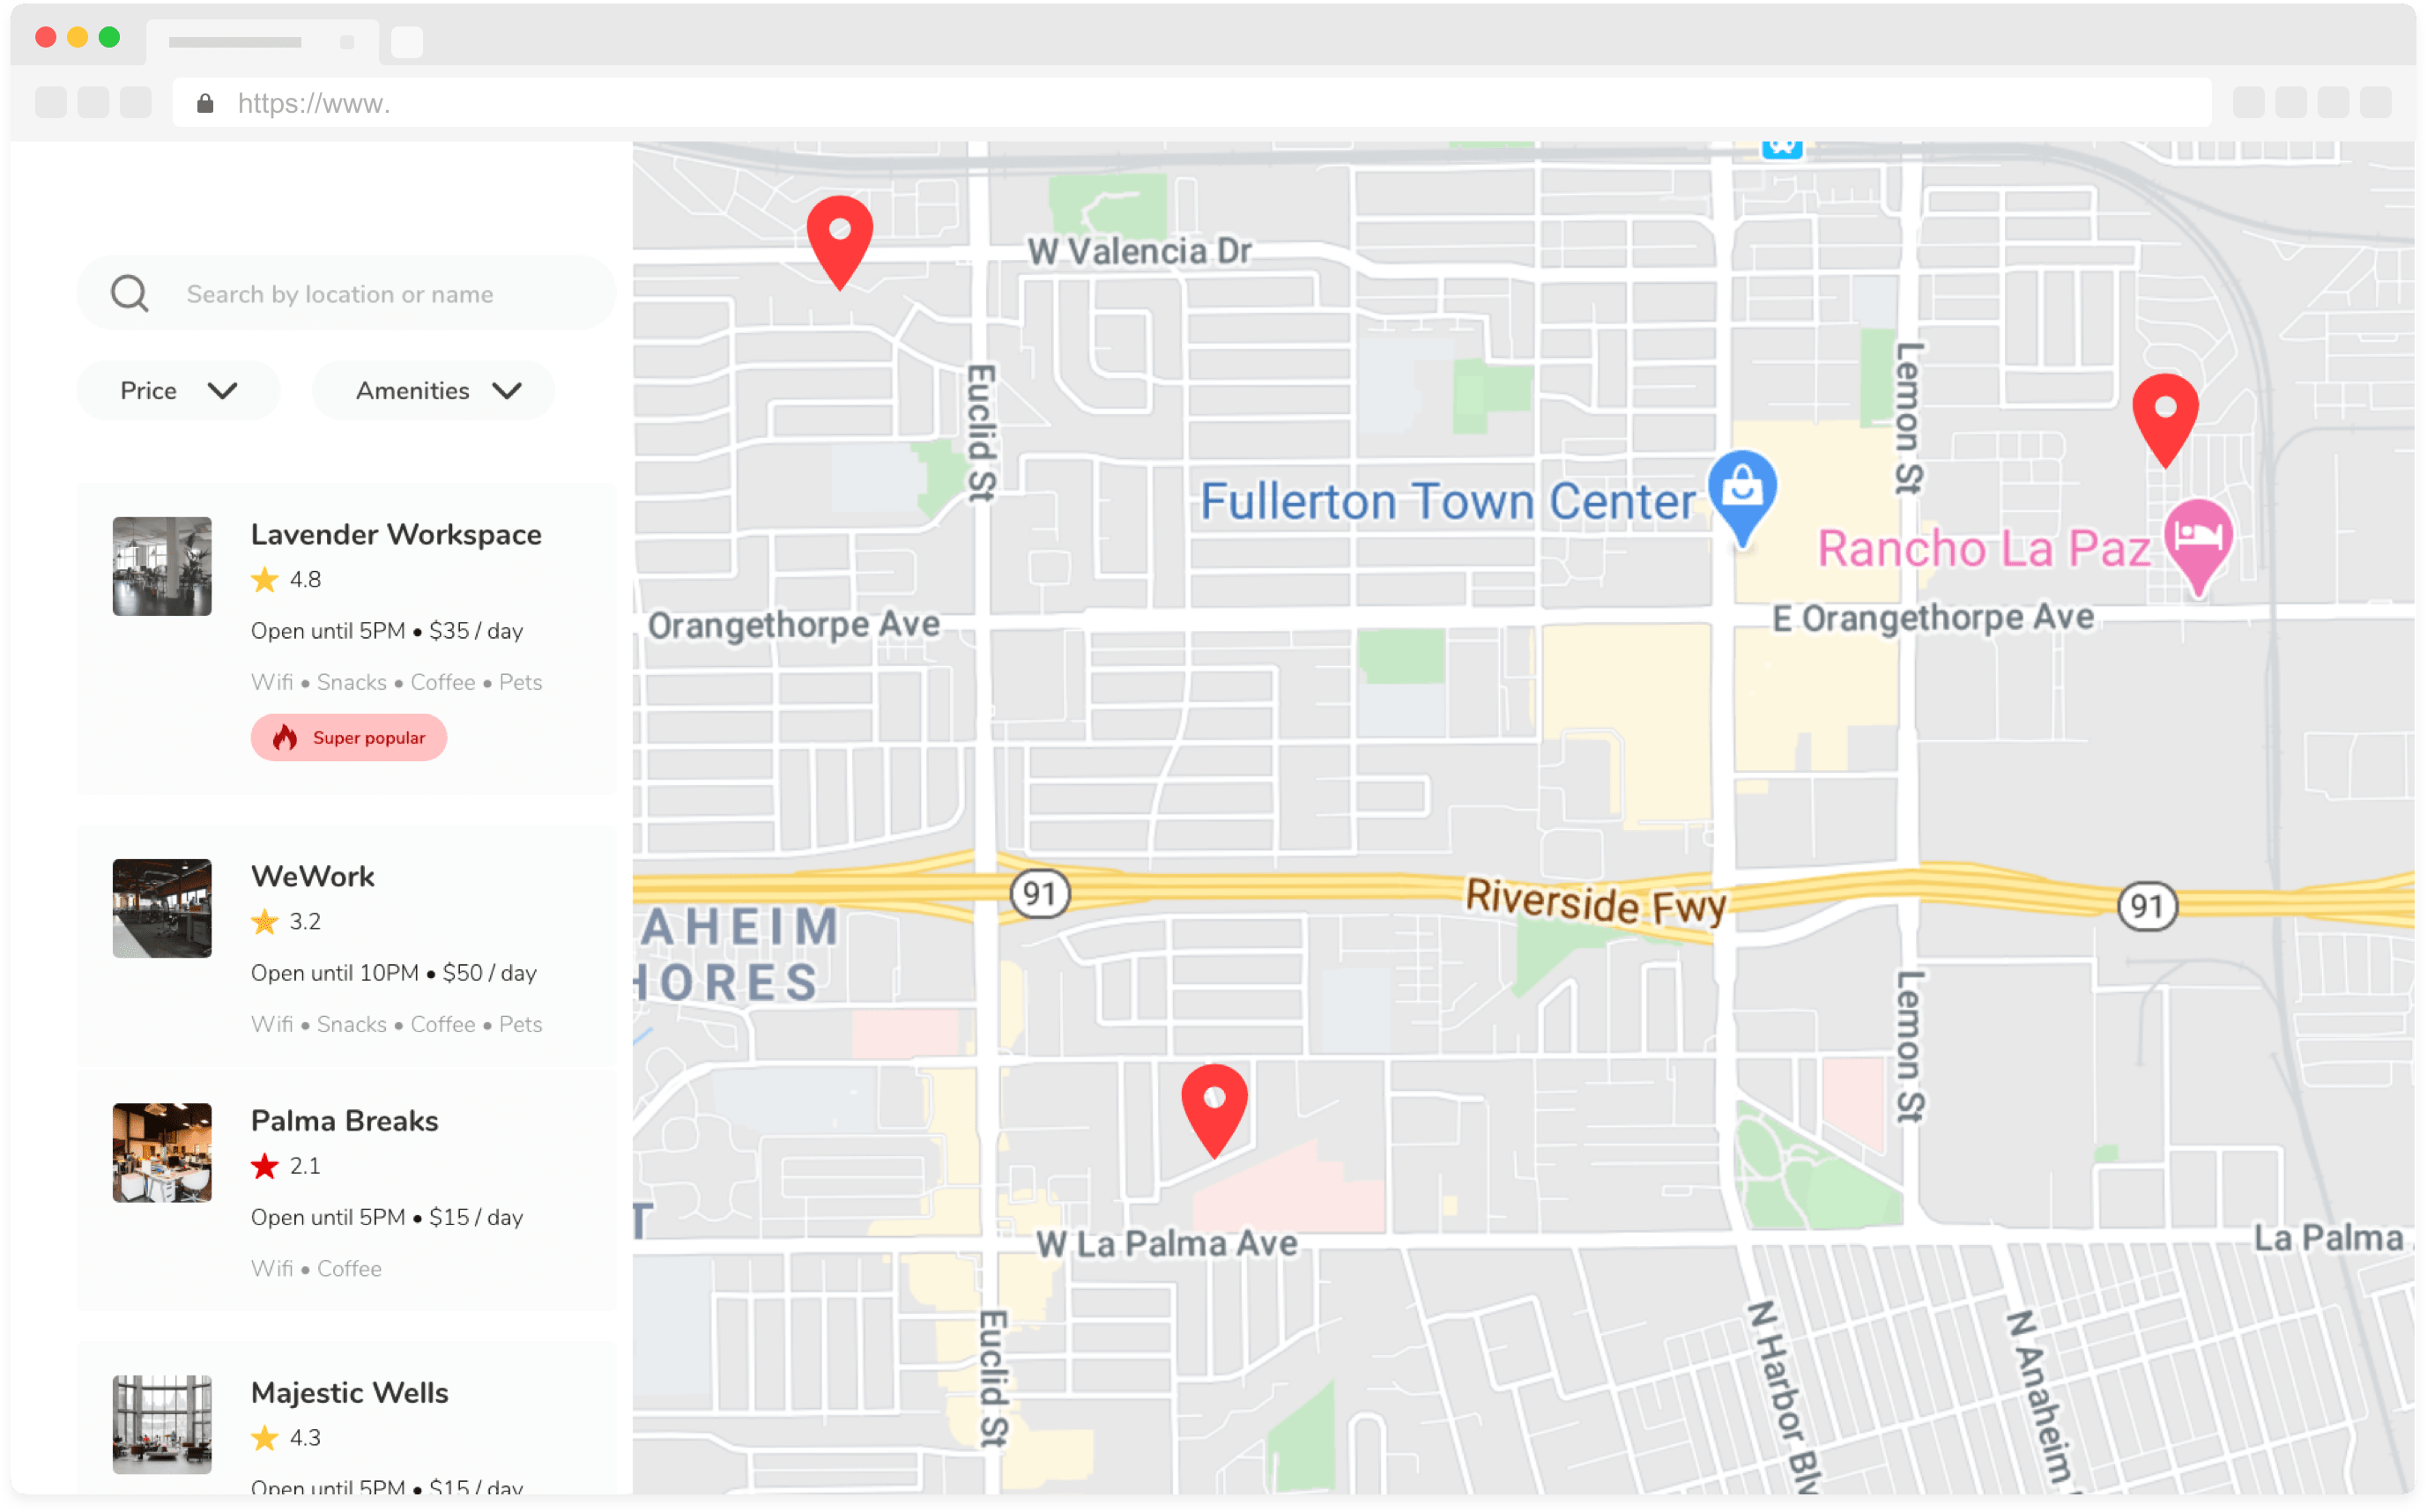 https://www.
Search by location or name
Price
Amenities
Lavender Workspace
4.8
Open until 5PM • $35 / day
Wifi • Snacks • Coffee • Pets
Super popular
WeWork
3.2
Open until 10PM • $50 / day
Wifi • Snacks • Coffee • Pets
Palma Breaks
2.1
Open until 5PM • $15 / day
Wifi • Coffee
Majestic Wells
4.3
Open until 5PM • $15 / day
W Valencia Dr
Euclid St
Lemon St
Fullerton Town Center
Rancho La Paz
Orangethorpe Ave
E Orangethorpe Ave
91
Riverside Fwy
91
AHEIM
HORES
Lemon St
T
W La Palma Ave
La Palma
Euclid St
N Harbor Blv
N Anaheim